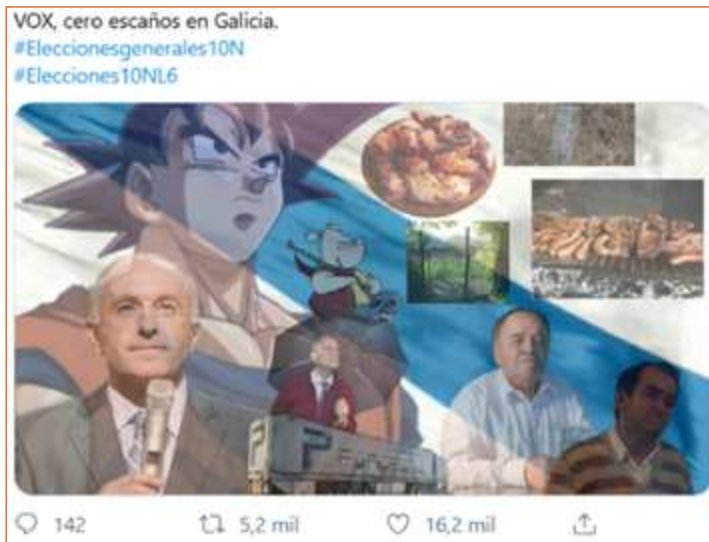 VOX, cero escaños en Galicia.
#Eleccionesgenerales10N
#Elecciones10NL6
142
5,2 mil
16,2 mil